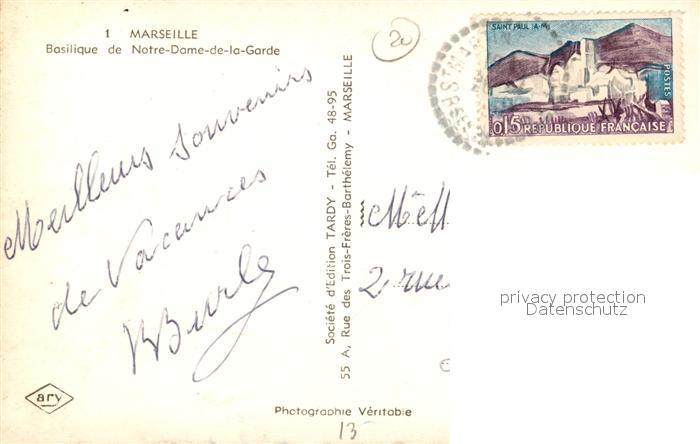 1 MARSEILLE
Basilique de Notre-Dame-de-la-Garde
20
Meilleurs Souvenirs
de Vacances
Société d'Edition TARDY - Tél. Ga. 48-95
55 A, Rue des Trois-Frères-Barthélemy - MARSEILLE
SAINT PAUL (A-M)
POSTES
0,15 RÉPUBLIQUE FRANÇAISE
2 rue
privacy protection
Datenschutz
ary
Photographie Véritable
13